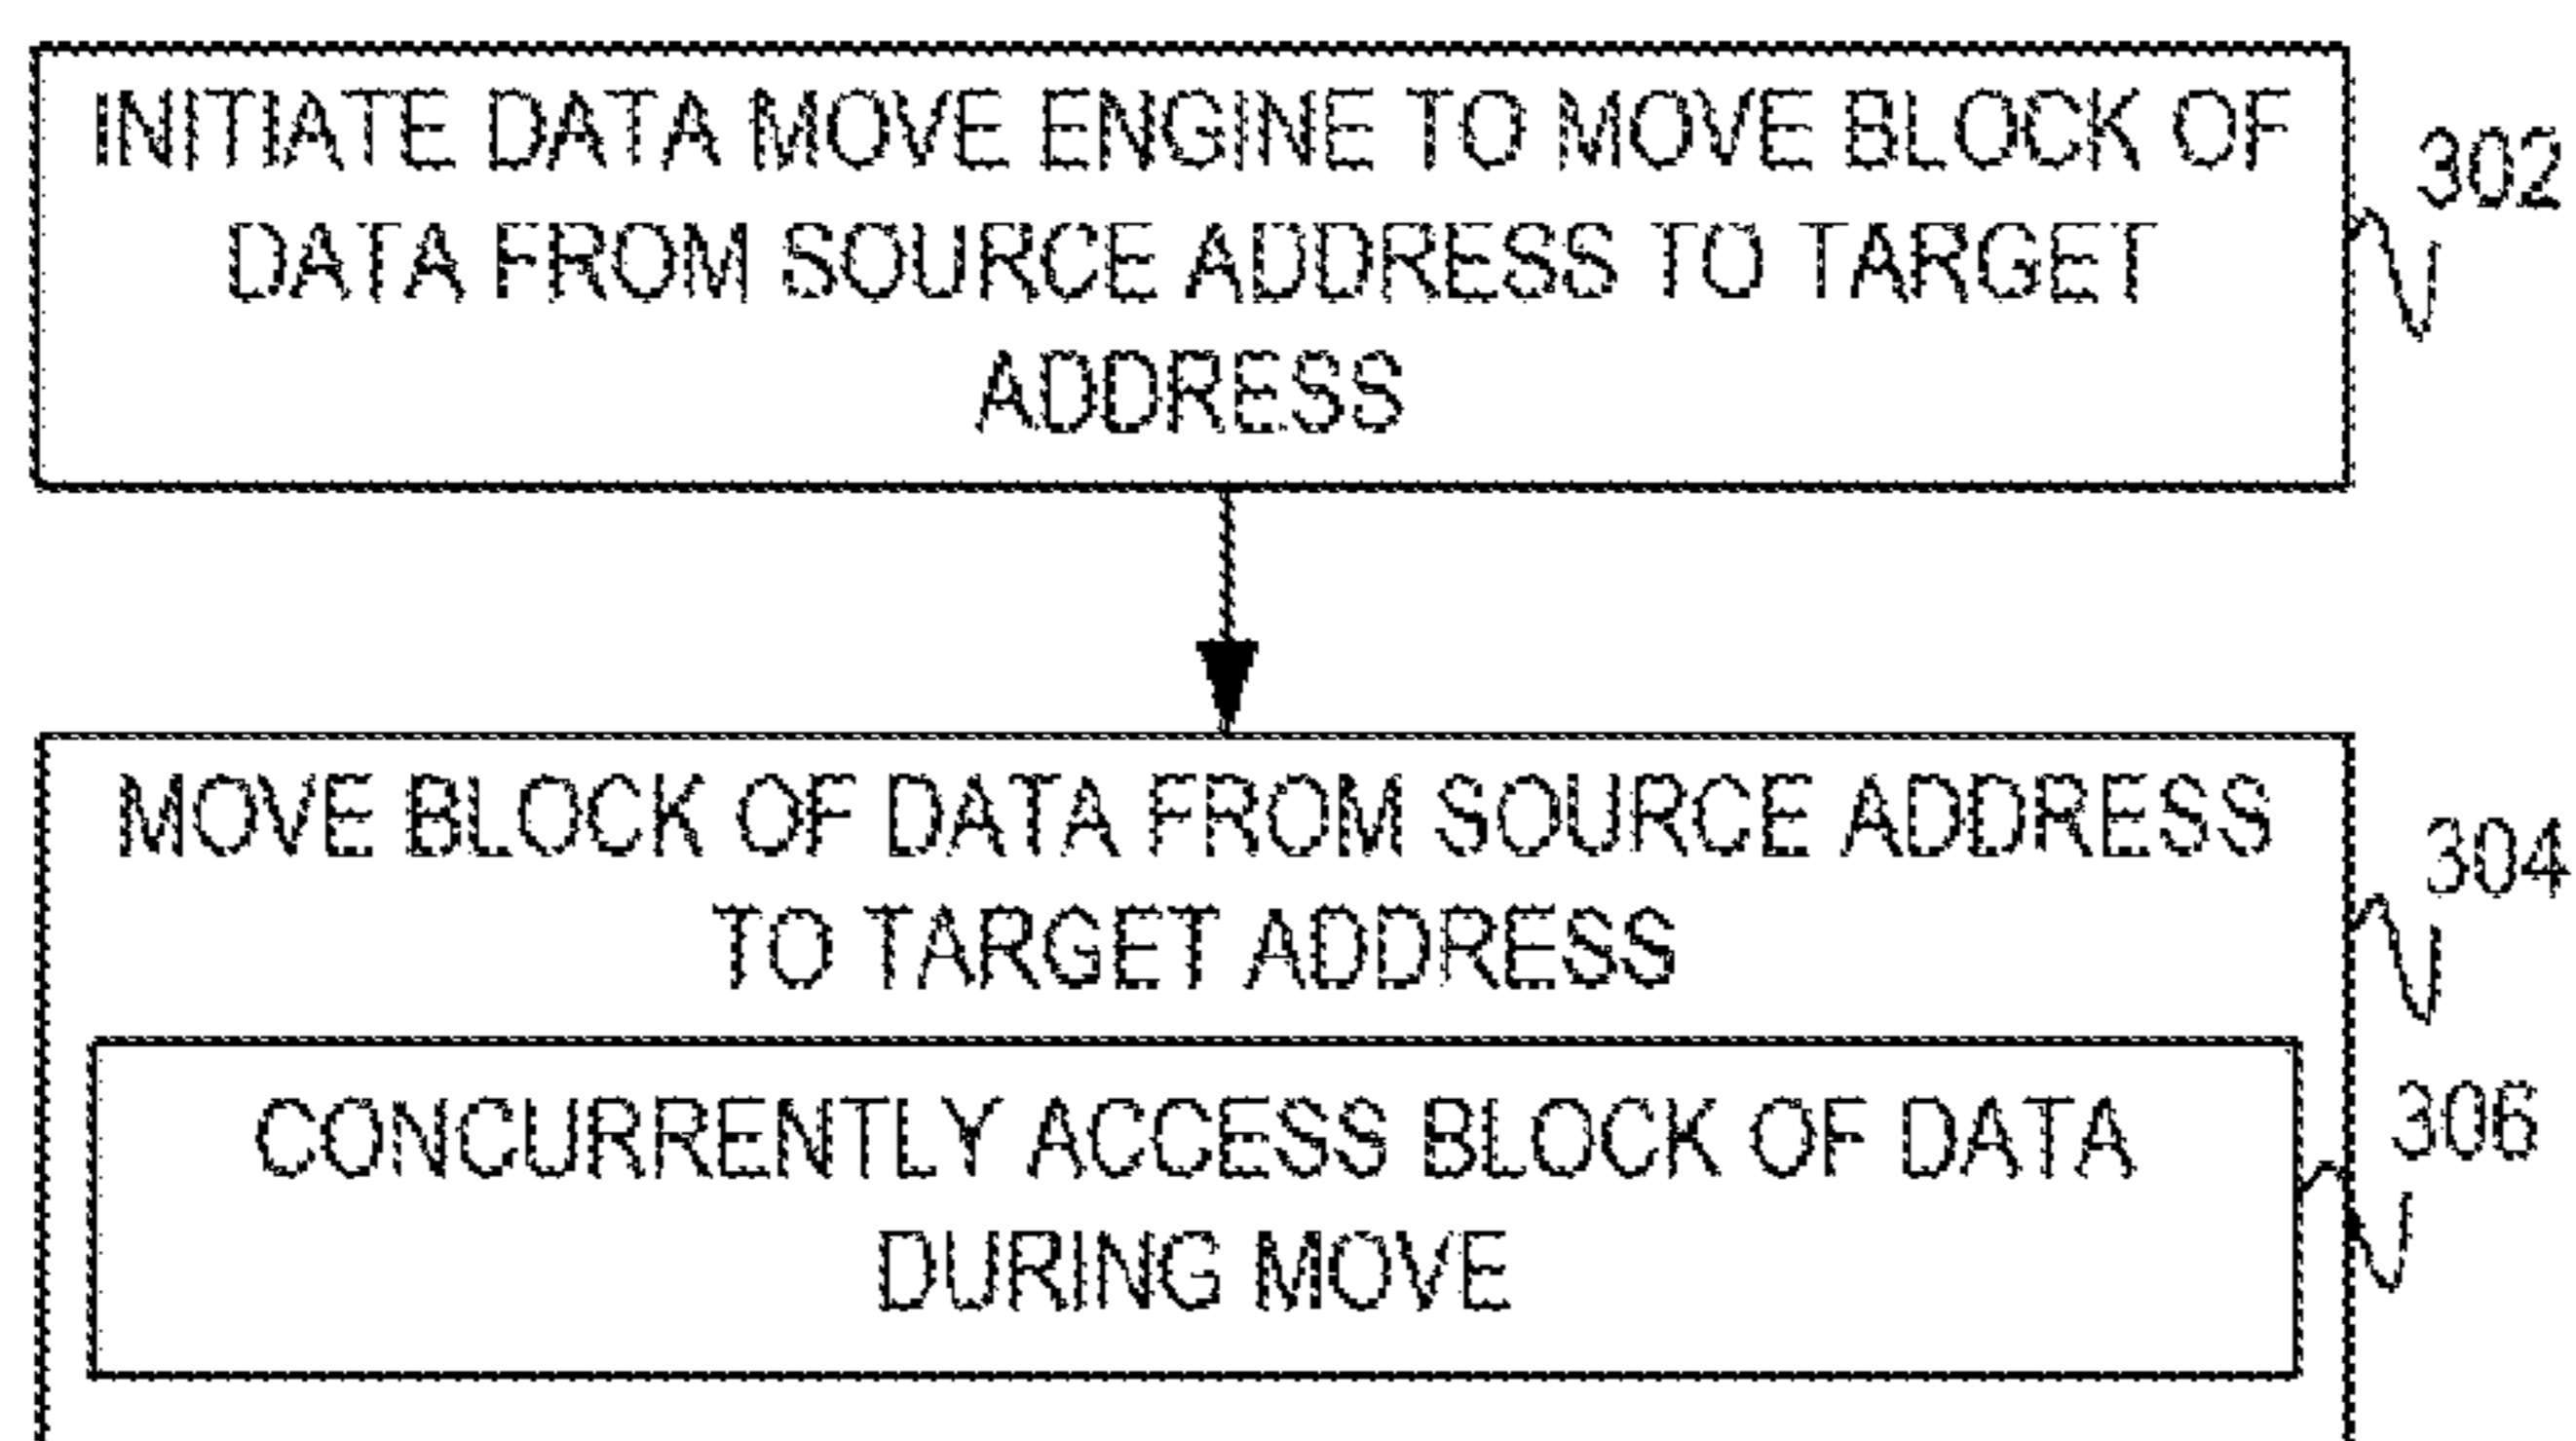 INITIATE DATA MOVE ENGINE TO MOVE BLOCK OF
DATA FROM SOURCE ADDRESS TO TARGET
ADDRESS
302
MOVE BLOCK OF DATA FROM SOURCE ADDRESS
TO TARGET ADDRESS
304
CONCURRENTLY ACCESS BLOCK OF DATA
DURING MOVE
306